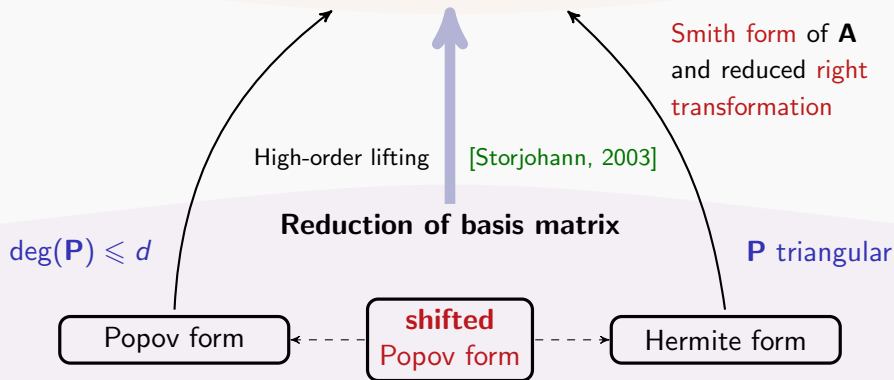 Smith form of A
and reduced right
transformation
High-order lifting
[Storjohann, 2003]
Reduction of basis matrix
deg(P) ⩽ d
P triangular
Popov form
shifted
Popov form
Hermite form